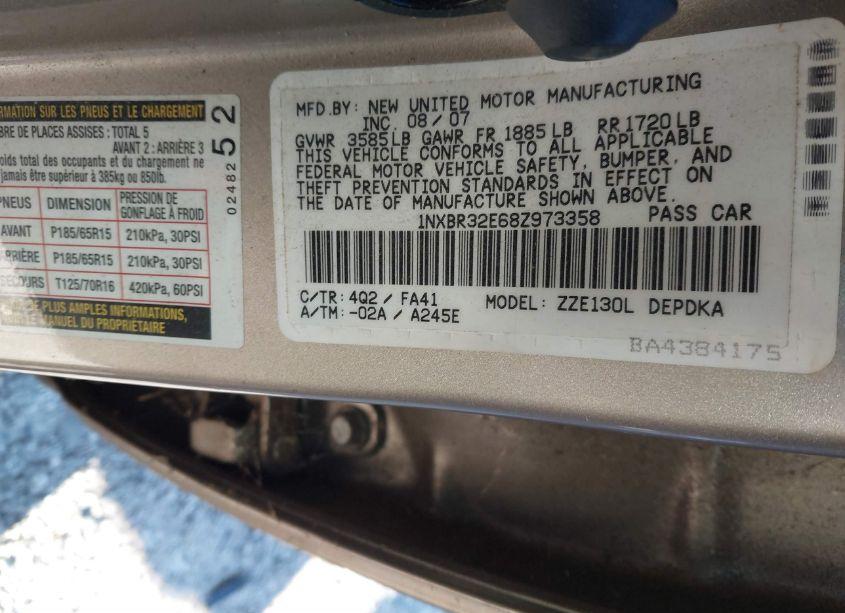 RMATION SUR LES PNEUS ET LE CHARGEMENT
BRE DE PLACES ASSISES : TOTAL 5
AVANT 2 : ARRIÈRE 3
oids total des occupants et du chargement ne
jamais être supérieur à 385kg ou 850lb.
PNEUS DIMENSION PRESSION DE GONFLAGE À FROID
AVANT P185/65R15 210kPa, 30PSI
RRIÈRE P185/65R15 210kPa, 30PSI
SECOURS T125/70R16 420kPa, 60PSI
DE PLUS AMPLES INFORMATIONS,
LE MANUEL DU PROPRIÉTAIRE
02482 52
MFD. BY: NEW UNITED MOTOR MANUFACTURING
INC. 08/07
GVWR 3585LB GAWR FR 1885LB RR 1720LB
THIS VEHICLE CONFORMS TO ALL APPLICABLE
FEDERAL MOTOR VEHICLE SAFETY, BUMPER, AND
THEFT PREVENTION STANDARDS IN EFFECT ON
THE DATE OF MANUFACTURE SHOWN ABOVE.
1NXBR32E68Z973358 PASS CAR
C/TR: 4Q2 / FA41 MODEL: ZZE130L DEPDKA
A/TM: -02A / A245E
BA4384175